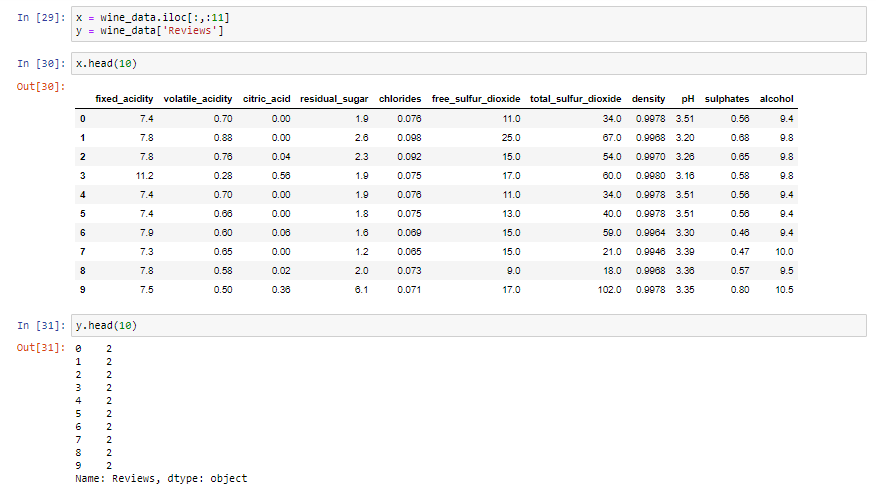 In [29]: x = wine_data.iloc[:,:11]
y = wine_data['Reviews']
In [30]: x.head(10)
Out[30]:
fixed_acidity volatile_acidity citric_acid residual_sugar chlorides free_sulfur_dioxide total_sulfur_dioxide density pH sulphates alcohol
0 7.4 0.70 0.00 1.9 0.076 11.0 34.0 0.9978 3.51 0.56 9.4
1 7.8 0.88 0.00 2.6 0.098 25.0 67.0 0.9968 3.20 0.68 9.8
2 7.8 0.76 0.04 2.3 0.092 15.0 54.0 0.9970 3.26 0.65 9.8
3 11.2 0.28 0.56 1.9 0.075 17.0 60.0 0.9980 3.16 0.58 9.8
4 7.4 0.70 0.00 1.9 0.076 11.0 34.0 0.9978 3.51 0.56 9.4
5 7.4 0.66 0.00 1.8 0.075 13.0 40.0 0.9978 3.51 0.56 9.4
6 7.9 0.60 0.06 1.6 0.069 15.0 59.0 0.9964 3.30 0.46 9.4
7 7.3 0.65 0.00 1.2 0.065 15.0 21.0 0.9946 3.39 0.47 10.0
8 7.8 0.58 0.02 2.0 0.073 9.0 18.0 0.9968 3.36 0.57 9.5
9 7.5 0.50 0.36 6.1 0.071 17.0 102.0 0.9978 3.35 0.80 10.5
In [31]: y.head(10)
Out[31]: 0 2
1 2
2 2
3 2
4 2
5 2
6 2
7 2
8 2
9 2
Name: Reviews, dtype: object